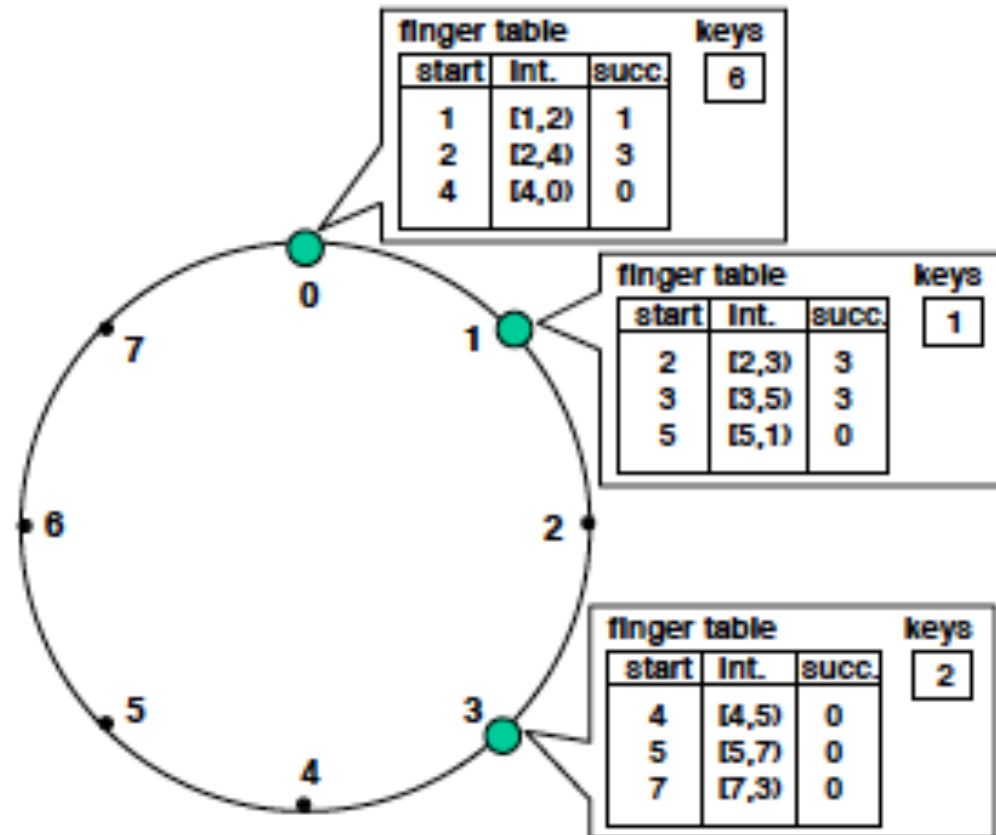 finger table keys
start int. succ. 6
1 [1,2) 1
2 [2,4) 3
4 [4,0) 0
0
finger table keys
start int. succ. 1
2 [2,3) 3
3 [3,5) 3
5 [5,1) 0
1
7
6
2
finger table keys
start int. succ. 2
4 [4,5) 0
5 [5,7) 0
7 [7,3) 0
5
3
4